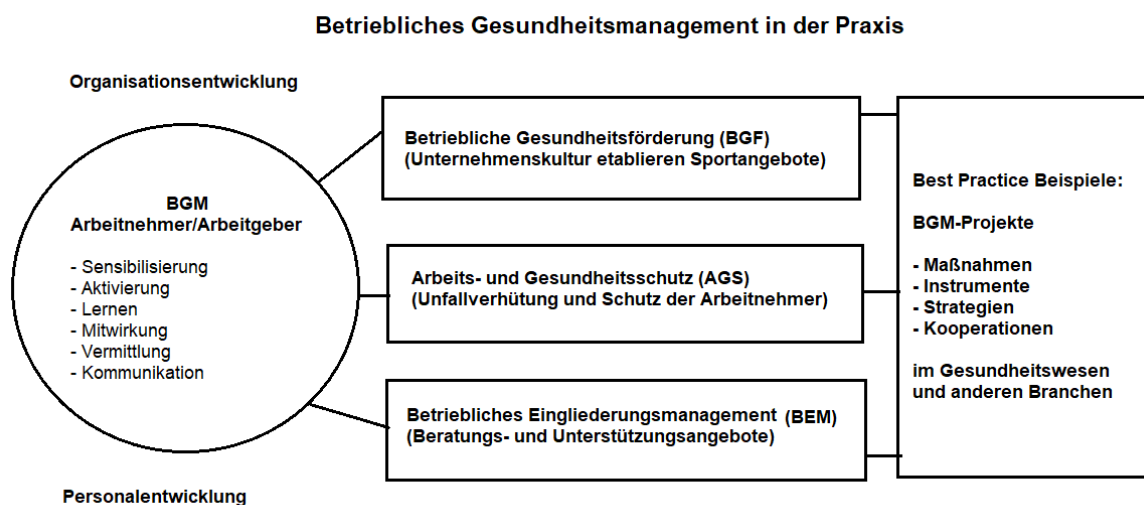 Betriebliches Gesundheitsmanagement in der Praxis
Organisationsentwicklung
BGM
Arbeitnehmer/Arbeitgeber
- Sensibilisierung
- Aktivierung
- Lernen
- Mitwirkung
- Vermittlung
- Kommunikation
Personalentwicklung
Betriebliche Gesundheitsförderung (BGF)
(Unternehmenskultur etablieren Sportangebote)
Arbeits- und Gesundheitsschutz (AGS)
(Unfallverhütung und Schutz der Arbeitnehmer)
Betriebliches Eingliederungsmanagement (BEM)
(Beratungs- und Unterstützungsangebote)
Best Practice Beispiele:
BGM-Projekte
- Maßnahmen
- Instrumente
- Strategien
- Kooperationen
im Gesundheitswesen
und anderen Branchen